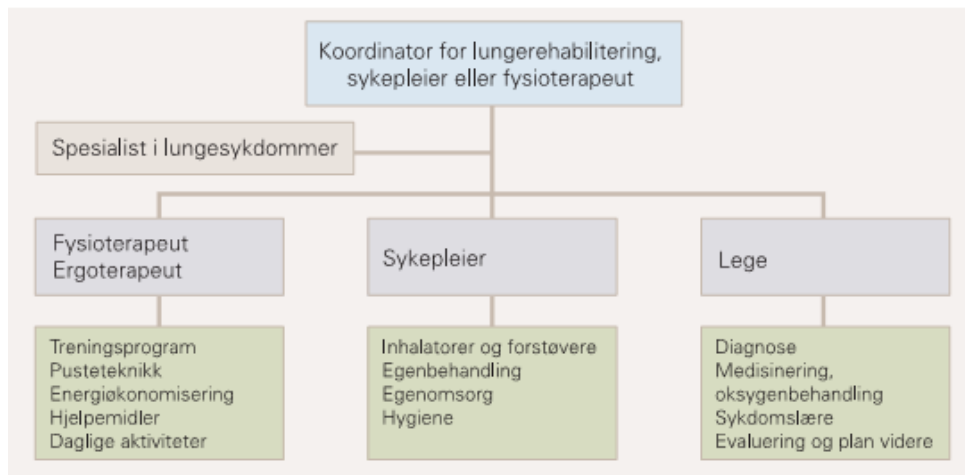 Koordinator for lungerehabilitering,
sykepleier eller fysioterapeut
Spesialist i lungesykdommer
Fysioterapeut
Ergoterapeut
Sykepleier
Lege
Treningsprogram
Pusteteknikk
Energiøkonomisering
Hjelpemidler
Daglige aktiviteter
Inhalatorer og forstøvere
Egenbehandling
Egenomsorg
Hygiene
Diagnose
Medisinering,
oksygenbehandling
Sykdomslære
Evaluering og plan videre